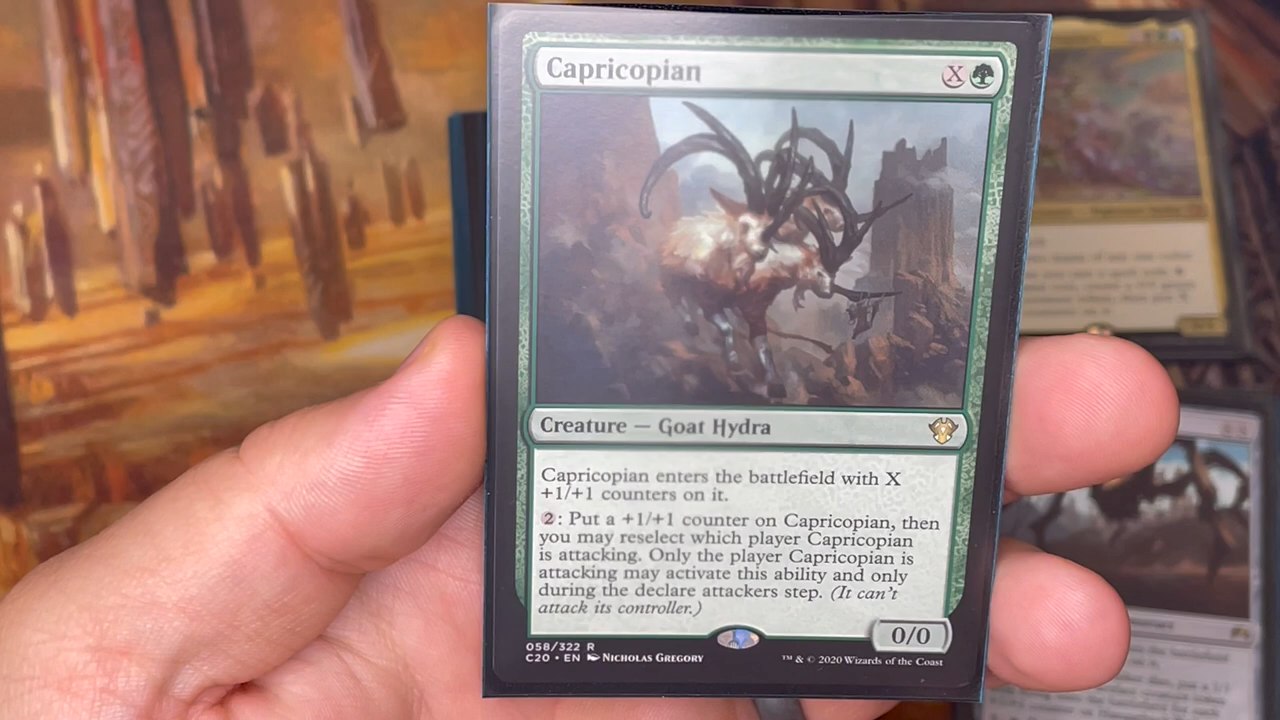 Capricopian X
Creature — Goat Hydra
Capricopian enters the battlefield with X
+1/+1 counters on it.
2: Put a +1/+1 counter on Capricopian, then
you may reselect which player Capricopian
is attacking. Only the player Capricopian is
attacking may activate this ability and only
during the declare attackers step. (It can't
attack its controller.)
0/0
058/322 R
C20 • EN Nicholas Gregory
™ & © 2020 Wizards of the Coast